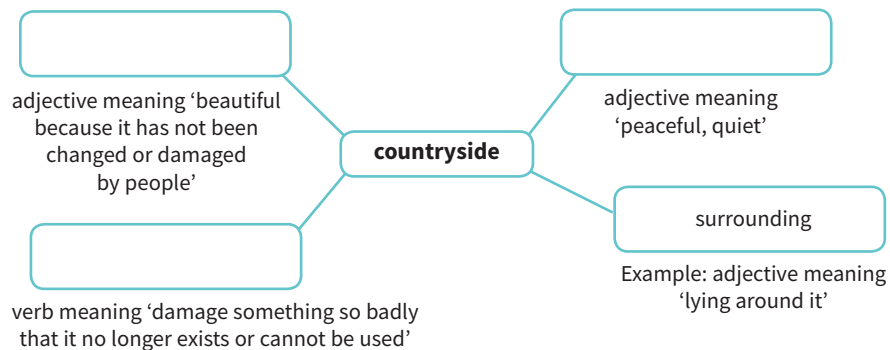 adjective meaning ‘beautiful
because it has not been
changed or damaged
by people’
adjective meaning
‘peaceful, quiet’
countryside
surrounding
Example: adjective meaning
‘lying around it’
verb meaning ‘damage something so badly
that it no longer exists or cannot be used’